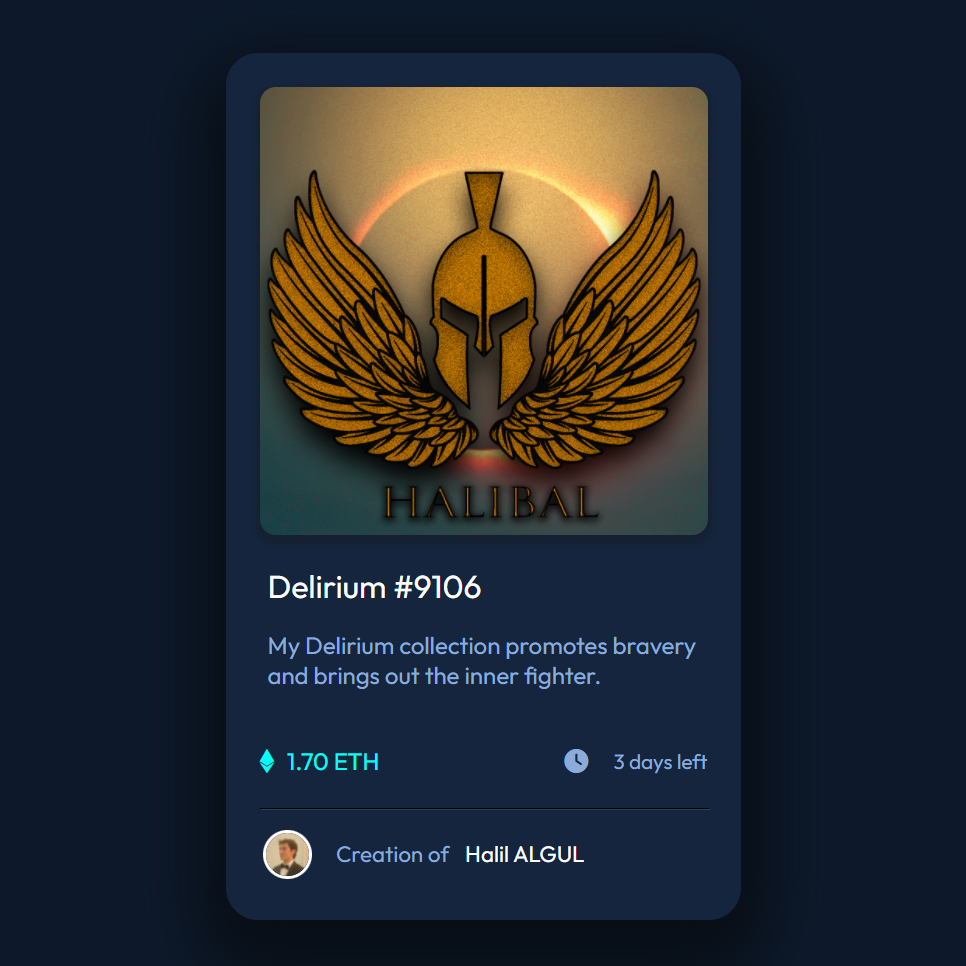 HALIBAL
Delirium #9106
My Delirium collection promotes bravery
and brings out the inner fighter.
1.70 ETH
3 days left
Creation of Halil ALGUL